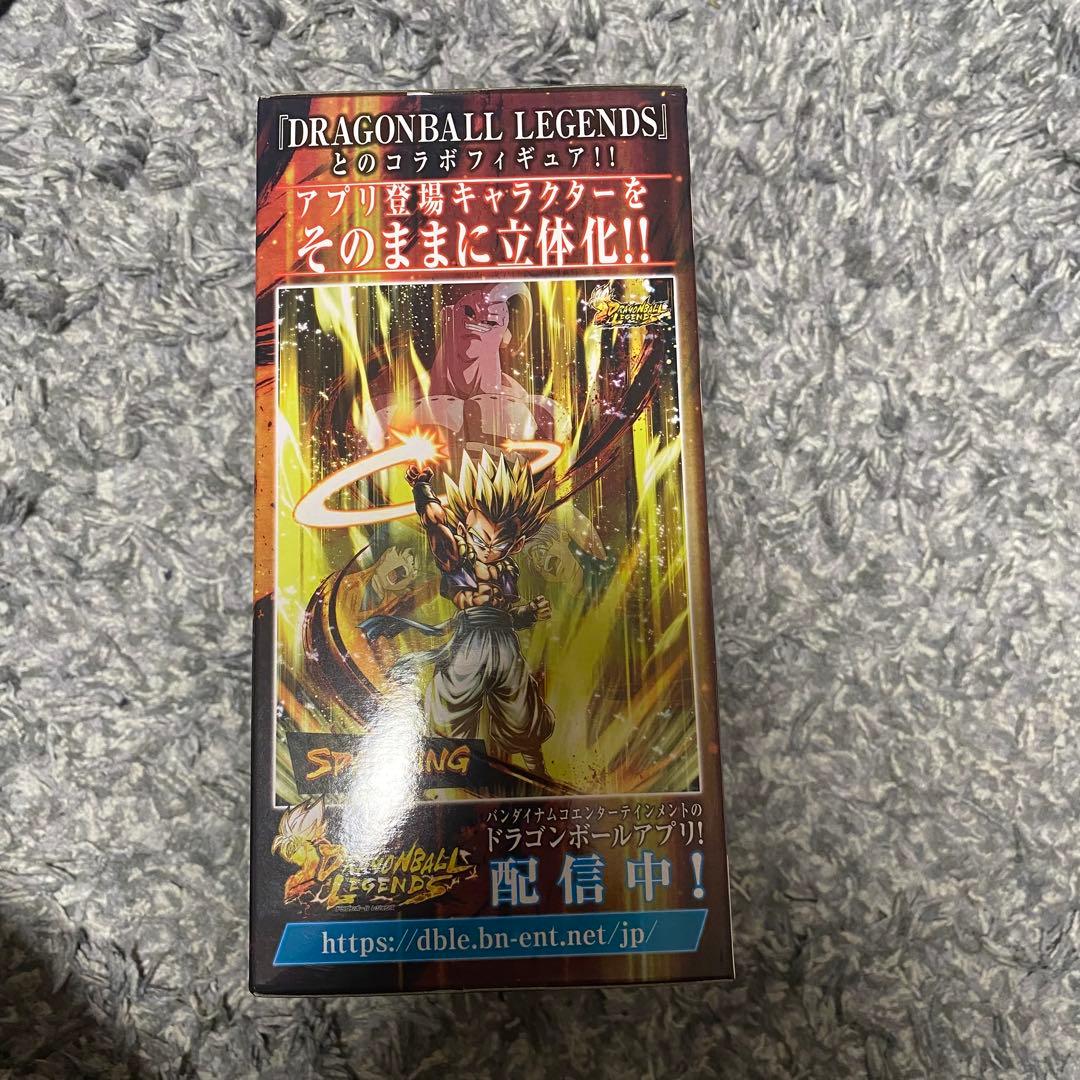 『DRAGONBALL LEGENDS』
とのコラボフィギュア!!
アプリ登場キャラクターを
そのままに立体化!!
DRAGONBALL
LEGENDS
バンダイナムコエンターテインメントの
ドラゴンボールアプリ!
配信中!
DRAGONBALL
LEGENDS
https://dble.bn-ent.net/jp/